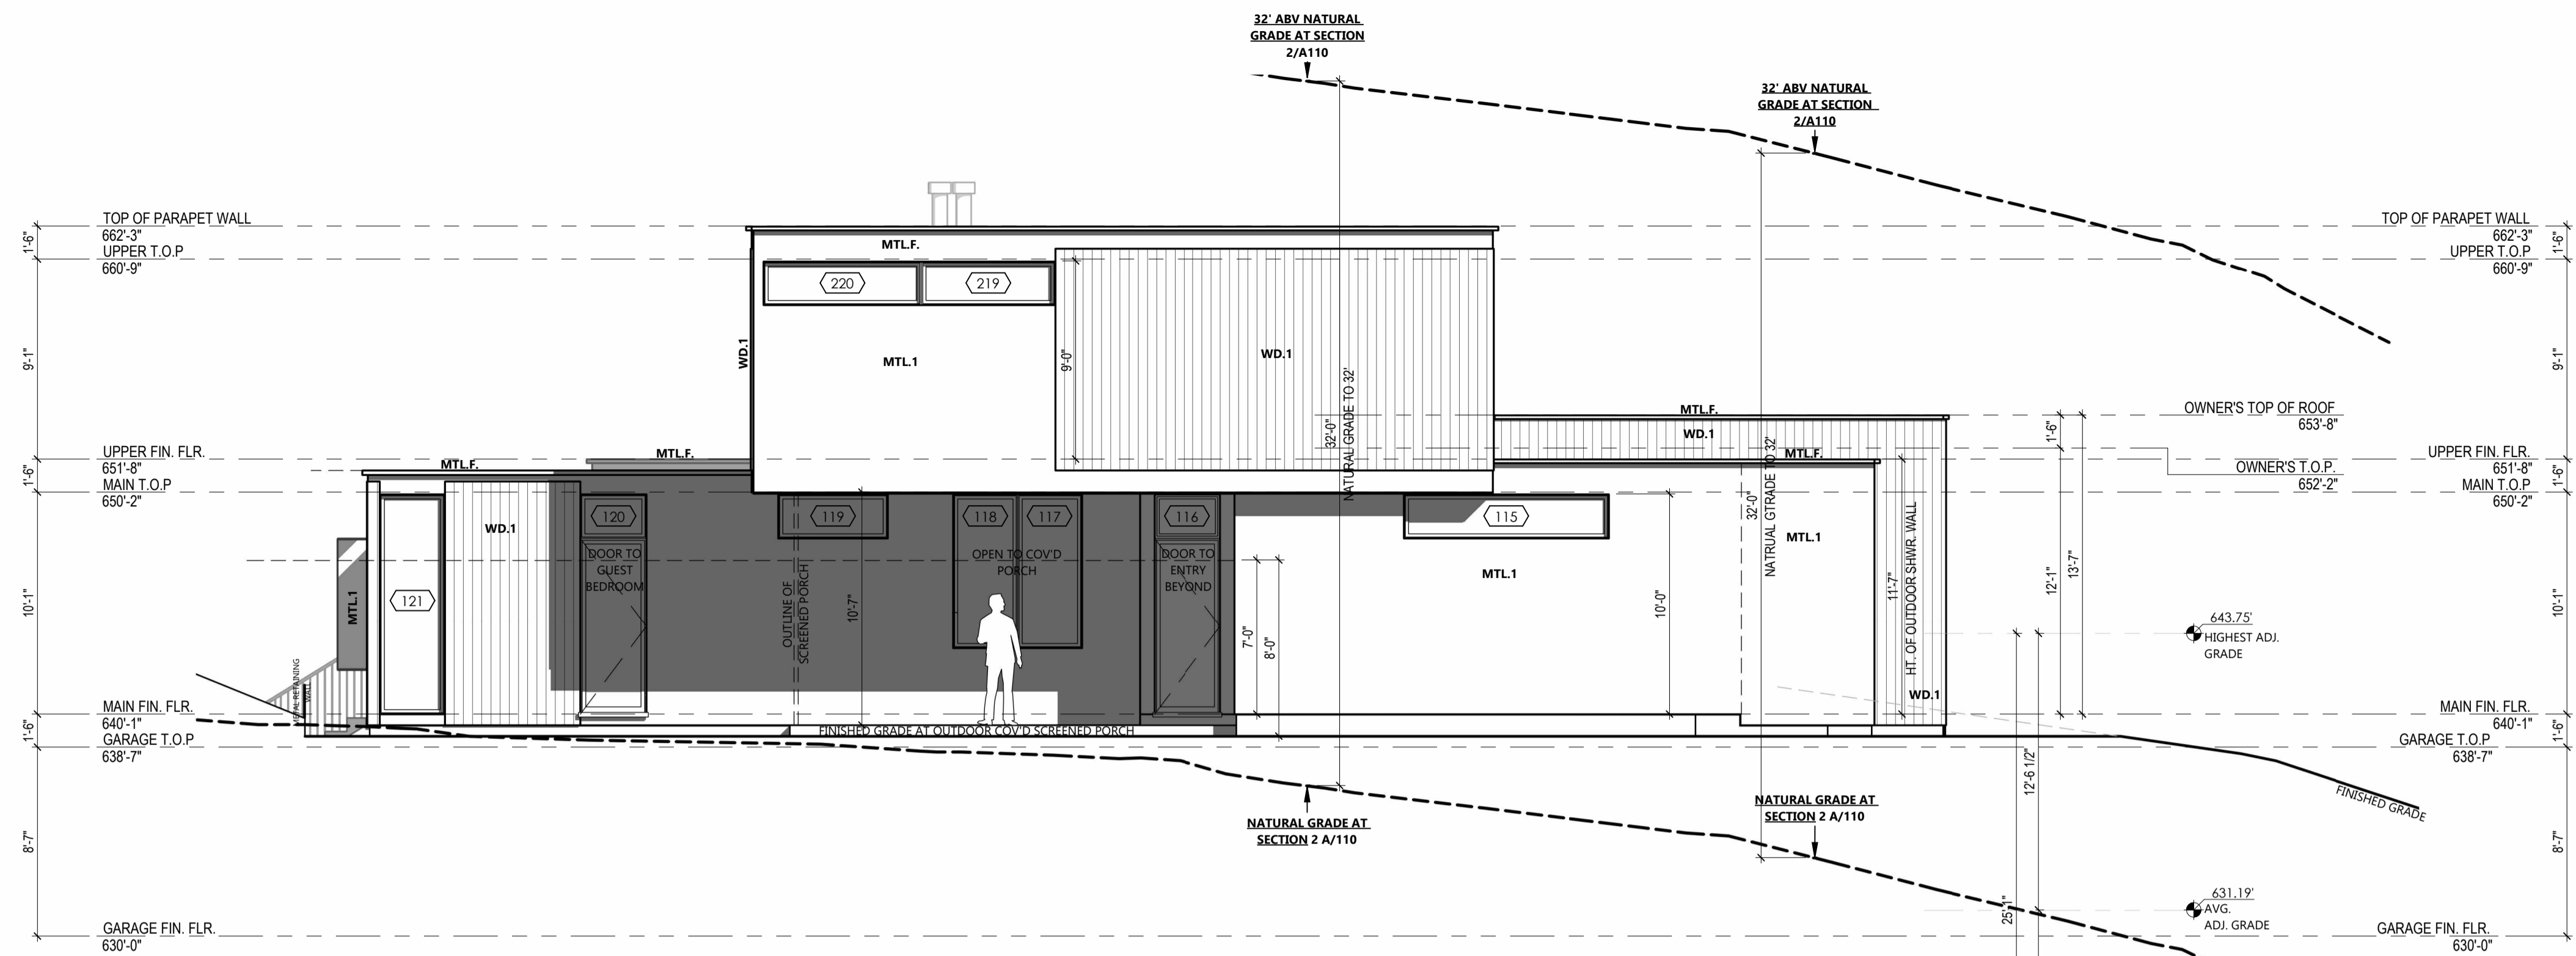 32' ABV NATURAL
GRADE AT SECTION
2/A110
32' ABV NATURAL
GRADE AT SECTION
2/A110
TOP OF PARAPET WALL
662'-3"
UPPER T.O.P
660'-9"
UPPER FIN. FLR.
651'-8"
MAIN T.O.P
650'-2"
MAIN FIN. FLR.
640'-1"
GARAGE T.O.P
638'-7"
GARAGE FIN. FLR.
630'-0"
1'-6"
9'-1"
1'-6"
10'-1"
1'-6"
8'-7"
MTL.F.
220
219
WD.1
MTL.1
9'-0"
WD.1
32'-0"
NATURAL GRADE TO 32'
MTL.F.
MTL.F.
MTL.F.
WD.1
MTL.F.
MTL.1
121
WD.1
120
DOOR TO
GUEST
BEDROOM
119
OUTLINE OF
SCREENED PORCH
10'-7"
118
117
OPEN TO COV'D
PORCH
116
DOOR TO
ENTRY
BEYOND
7'-0"
8'-0"
115
MTL.1
10'-0"
32'-0"
NATRUAL GTRADE TO 32'
MTL.1
11'-7"
HT. OF OUTDOOR SHWR. WALL
WD.1
METAL RETAINING
WALL
FINISHED GRADE AT OUTDOOR COV'D SCREENED PORCH
NATURAL GRADE AT
SECTION 2 A/110
NATURAL GRADE AT
SECTION 2 A/110
1'-6"
12'-1"
13'-7"
12'-6 1/2"
25'-1"
FINISHED GRADE
643.75'
HIGHEST ADJ.
GRADE
631.19'
AVG.
ADJ. GRADE
TOP OF PARAPET WALL
662'-3"
UPPER T.O.P
660'-9"
OWNER'S TOP OF ROOF
653'-8"
UPPER FIN. FLR.
651'-8"
OWNER'S T.O.P.
652'-2"
MAIN T.O.P
650'-2"
MAIN FIN. FLR.
640'-1"
GARAGE T.O.P
638'-7"
GARAGE FIN. FLR.
630'-0"
1'-6"
9'-1"
1'-6"
10'-1"
1'-6"
8'-7"